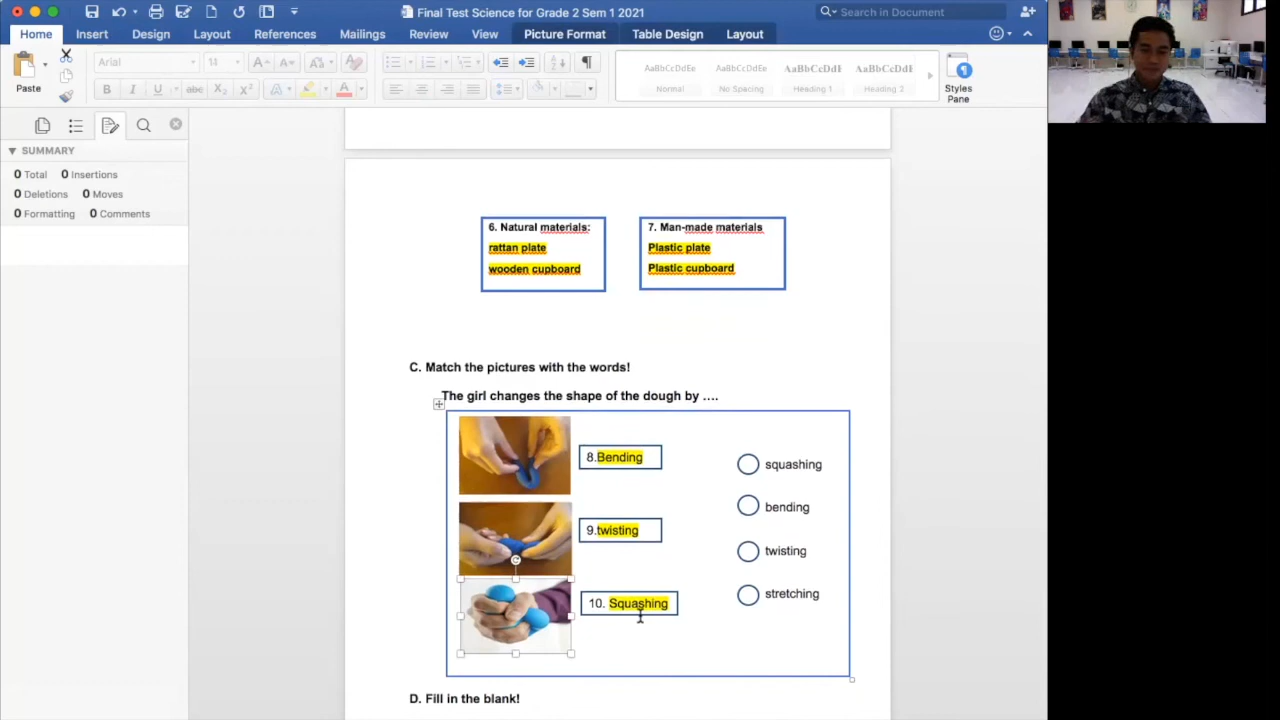 Final Test Science for Grade 2 Sem 1 2021
Search in Document
Home
Insert
Design
Layout
References
Mailings
Review
View
Picture Format
Table Design
Layout
Paste
Arial
14
AaBbCcDdEe
Normal
AaBbCcDdEe
No Spacing
AaBbCcDdE
Heading 1
AaBbCcDdEe
Heading 2
Styles
Pane
SUMMARY
0 Total 0 Insertions
0 Deletions 0 Moves
0 Formatting 0 Comments
6. Natural materials:
rattan plate
wooden cupboard
7. Man-made materials
Plastic plate
Plastic cupboard
C. Match the pictures with the words!
The girl changes the shape of the dough by ….
8.Bending
9.twisting
10. Squashing
squashing
bending
twisting
stretching
D. Fill in the blank!